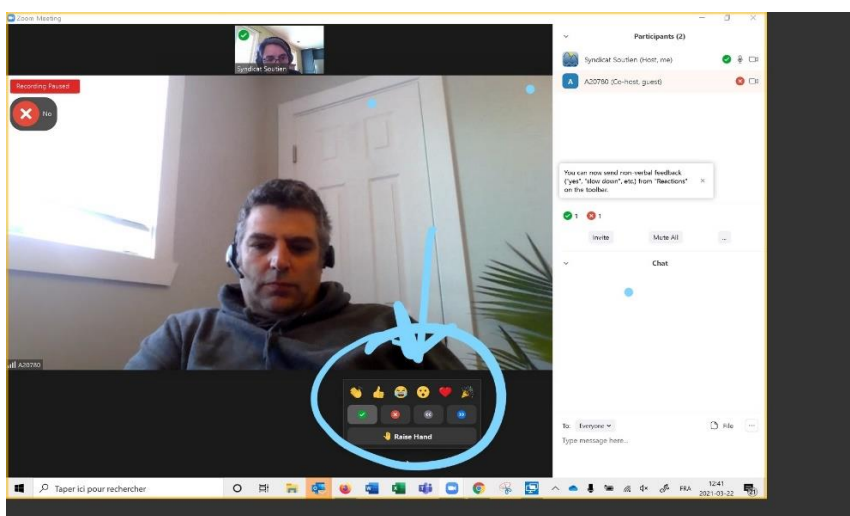 Zoom Meeting
Syndicat Soutien
Recording Paused
No
A20780
Participants (2)
Syndicat Soutien (Host, me)
A A20780 (Co-host, guest)
You can now send non-verbal feedback
("yes", "slow down", etc.) from "Reactions"
on the toolbar.
1 1
Invite Mute All ...
Chat
Raise Hand
To: Everyone File ...
Type message here...
Taper ici pour rechercher
FRA
12:41
2021-03-22
21